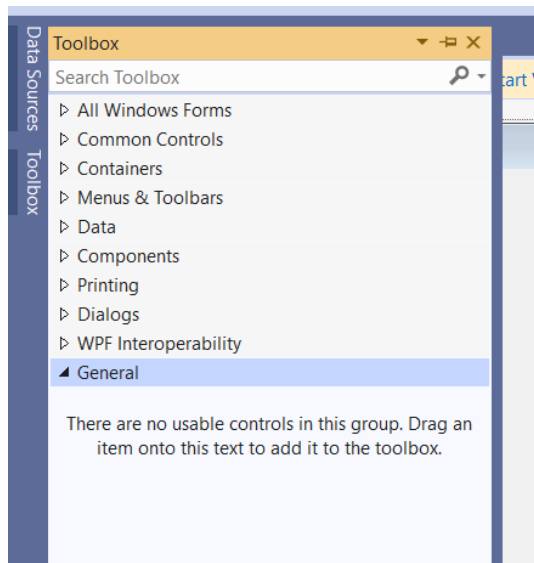 Data Sources
Toolbox
Toolbox
Search Toolbox
All Windows Forms
Common Controls
Containers
Menus & Toolbars
Data
Components
Printing
Dialogs
WPF Interoperability
General
There are no usable controls in this group. Drag an
item onto this text to add it to the toolbox.